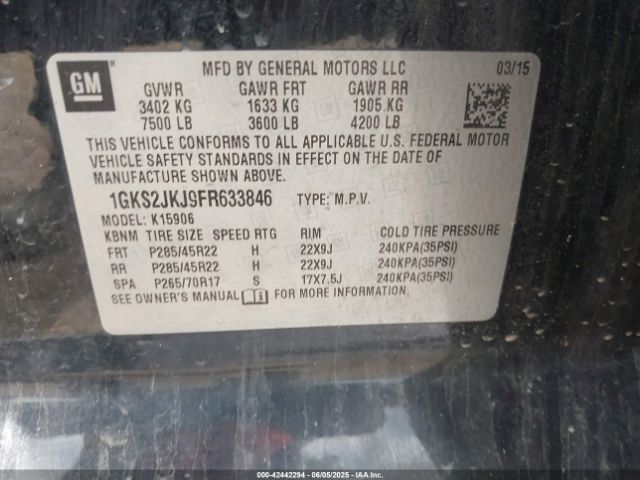 GM
MFD BY GENERAL MOTORS LLC 03/15
GVWR GAWR FRT GAWR RR
3402 KG 1633 KG 1905 KG
7500 LB 3600 LB 4200 LB
THIS VEHICLE CONFORMS TO ALL APPLICABLE U.S. FEDERAL MOTOR
VEHICLE SAFETY STANDARDS IN EFFECT ON THE DATE OF
MANUFACTURE SHOWN ABOVE.
1GKS2JKJ9FR633846 TYPE: M.P.V.
MODEL: K15906
KBNM TIRE SIZE SPEED RTG RIM COLD TIRE PRESSURE
FRT P285/45R22 H 22X9J 240KPA(35PSI)
RR P285/45R22 H 22X9J 240KPA(35PSI)
SPA P265/70R17 S 17X7.5J 240KPA(35PSI)
SEE OWNER'S MANUAL FOR MORE INFORMATION.
000-42442294 - 06/05/2025 - IAAI.CA